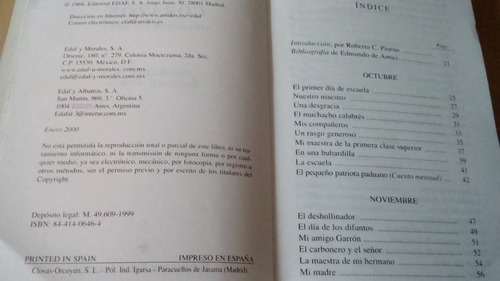 © 1998. Editorial EDAF, S. A. Jorge Juan, 30. 28001 Madrid.
Dirección en Internet: http://www.arrakis.es/~edaf
Correo electrónico: edaf@arrakis.es
Edaf y Morales, S. A.
Oriente, 180, n.º 279. Colonia Moctezuma, 2da. Sec.
C.P. 15530 México, D.F.
www.edaf-y-morales.com.mx
edaf@edaf-y-morales.com.mx
Edaf y Albatros, S. A.
San Martín, 969, 3.º, Oficina 5.
1004 Aires, Argentina
Edafal 3@interar.com.mx
Enero 2000
No está permitida la reproducción total o parcial de este libro, ni su tra-
tamiento informático, ni la transmisión de ninguna forma o por cual-
quier medio, ya sea electrónico, mecánico, por fotocopia, por registro u
otros métodos, sin el permiso previo y por escrito de los titulares del
Copyright.
Depósito legal: M. 49.609-1999
ISBN: 84-414-0646-4
PRINTED IN SPAIN IMPRESO EN ESPAÑA
Closas-Orcoyen, S. L. - Pol. Ind. Igarsa - Paracuellos de Jarama (Madrid)
ÍNDICE
Introducción, por Roberto C. Piorno
Bibliografía de Edmundo de Amicis 21
OCTUBRE
El primer día de escuela 25
Nuestro maestro 27
Una desgracia 29
El muchacho calabrés 31
Mis compañeros 33
Un rasgo generoso 35
Mi maestra de la primera clase superior 37
En una buhardilla 39
La escuela 41
El pequeño patriota paduano (Cuento mensual) 42
NOVIEMBRE
El deshollinador 47
El día de los difuntos 49
Mi amigo Garrón 51
El carbonero y el señor 52
La maestra de mi hermano 54
Mi madre 56